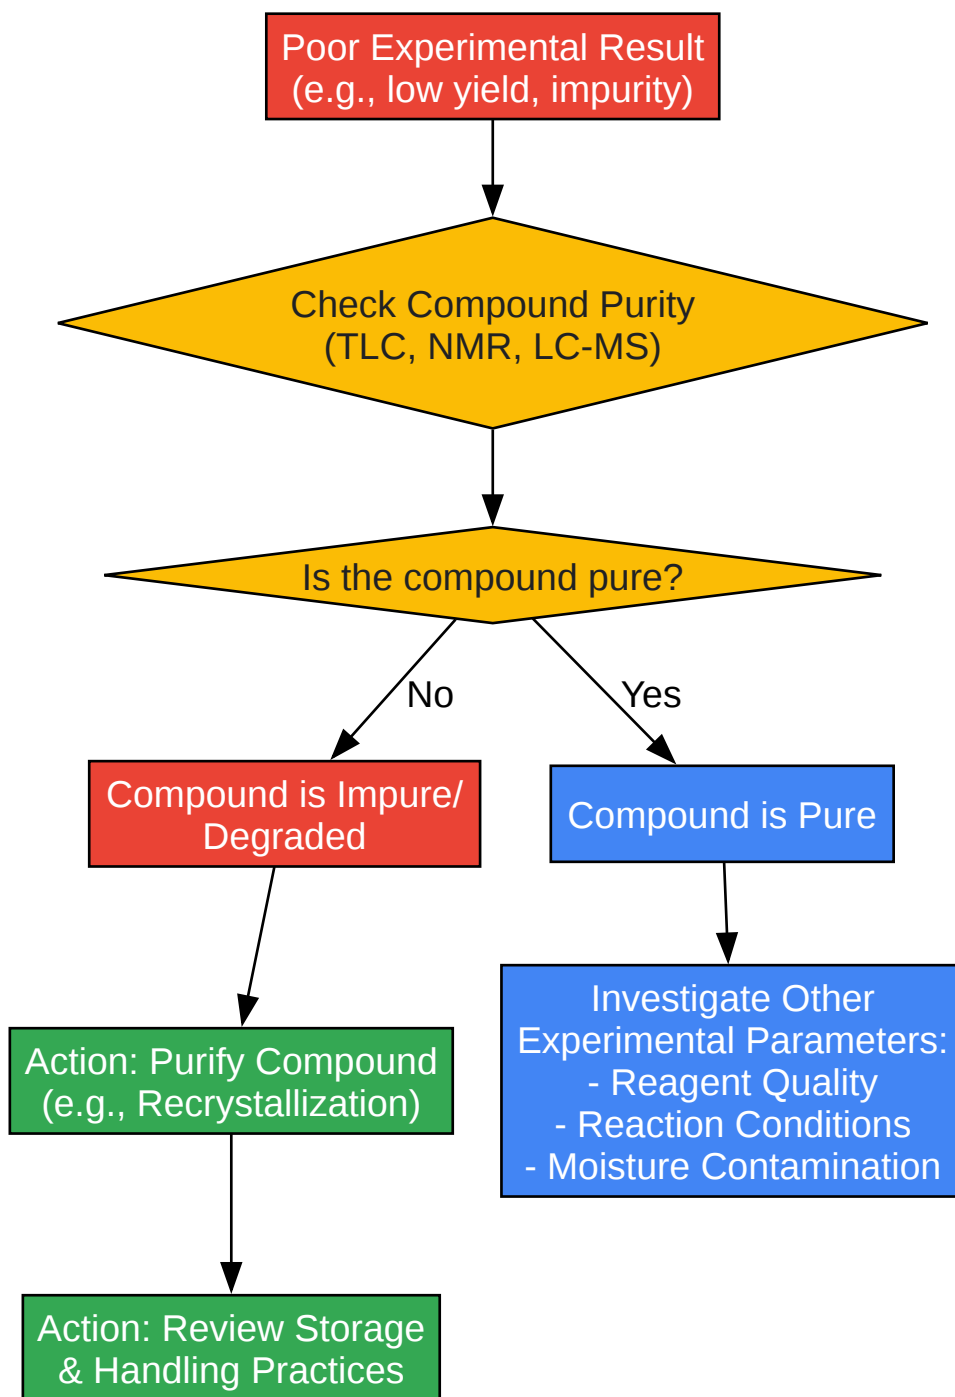 Poor Experimental Result
(e.g., low yield, impurity)
Check Compound Purity
(TLC, NMR, LC-MS)
Is the compound pure?
No
Yes
Compound is Impure/
Degraded
Compound is Pure
Investigate Other
Experimental Parameters:
- Reagent Quality
- Reaction Conditions
- Moisture Contamination
Action: Purify Compound
(e.g., Recrystallization)
Action: Review Storage
& Handling Practices